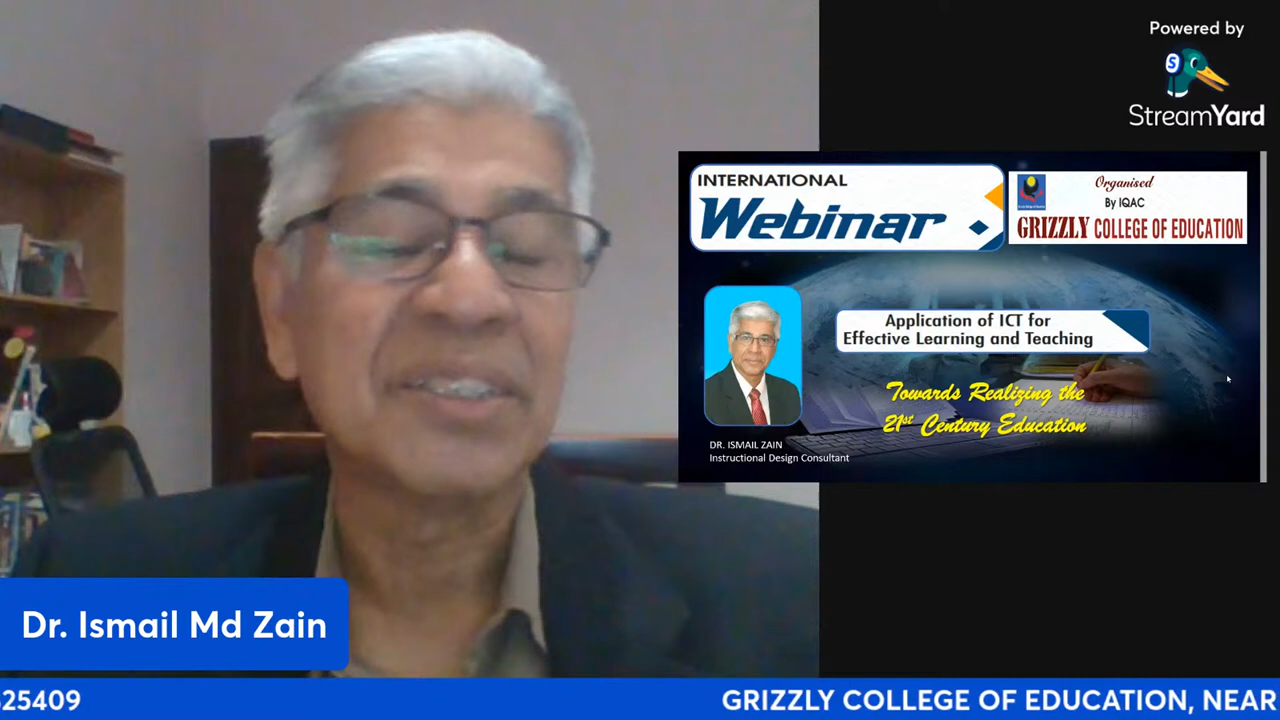 Powered by
StreamYard
INTERNATIONAL
Webinar
Organised
By IQAC
GRIZZLY COLLEGE OF EDUCATION
Application of ICT for
Effective Learning and Teaching
Towards Realizing the
21st Century Education
DR. ISMAIL ZAIN
Instructional Design Consultant
Dr. Ismail Md Zain
25409
GRIZZLY COLLEGE OF EDUCATION, NEAR